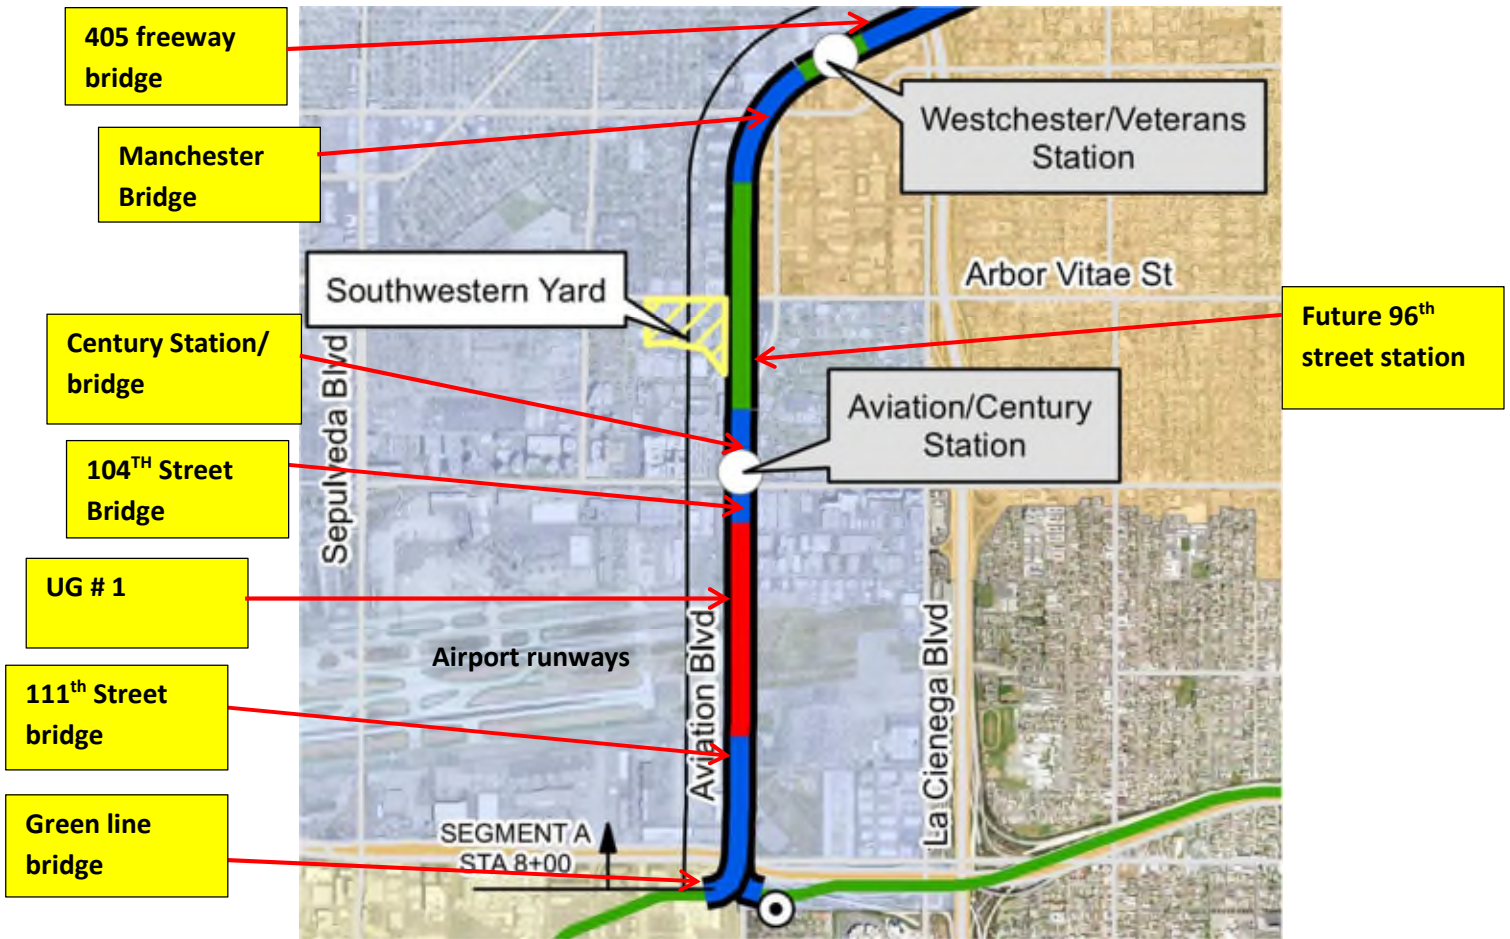 405 freeway
bridge
Manchester
Bridge
Westchester/Veterans
Station
Southwestern Yard
Arbor Vitae St
Century Station/
bridge
Future 96th
street station
Sepulveda Blvd
Aviation/Century
Station
104TH Street
Bridge
UG # 1
Airport runways
Aviation Blvd
La Cienega Blvd
111th Street
bridge
Green line
bridge
SEGMENT A
STA 8+00